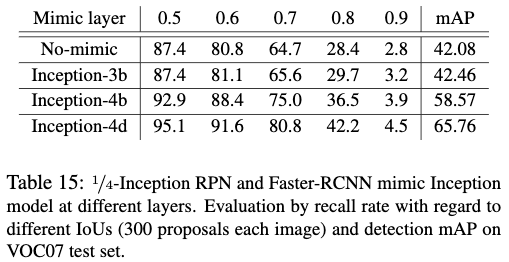 Mimic layer 0.5 0.6 0.7 0.8 0.9 mAP
No-mimic 87.4 80.8 64.7 28.4 2.8 42.08
Inception-3b 87.4 81.1 65.6 29.7 3.2 42.46
Inception-4b 92.9 88.4 75.0 36.5 3.9 58.57
Inception-4d 95.1 91.6 80.8 42.2 4.5 65.76
Table 15: 1/4-Inception RPN and Faster-RCNN mimic Inception
model at different layers. Evaluation by recall rate with regard to
different IoUs (300 proposals each image) and detection mAP on
VOC07 test set.